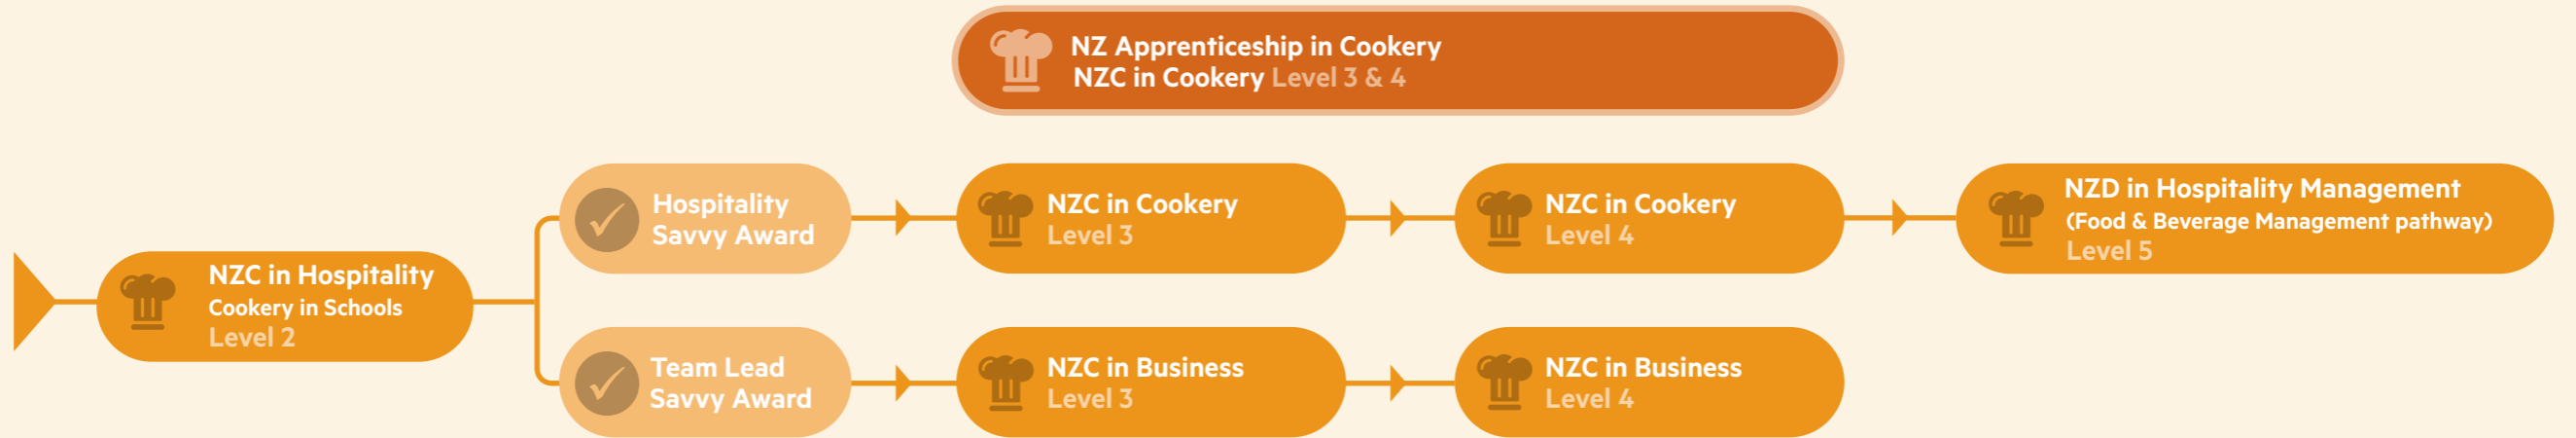 NZ Apprenticeship in Cookery
NZC in Cookery Level 3 & 4
NZC in Hospitality
Cookery in Schools
Level 2
Hospitality
Savvy Award
NZC in Cookery
Level 3
NZC in Cookery
Level 4
NZD in Hospitality Management
(Food & Beverage Management pathway)
Level 5
Team Lead
Savvy Award
NZC in Business
Level 3
NZC in Business
Level 4